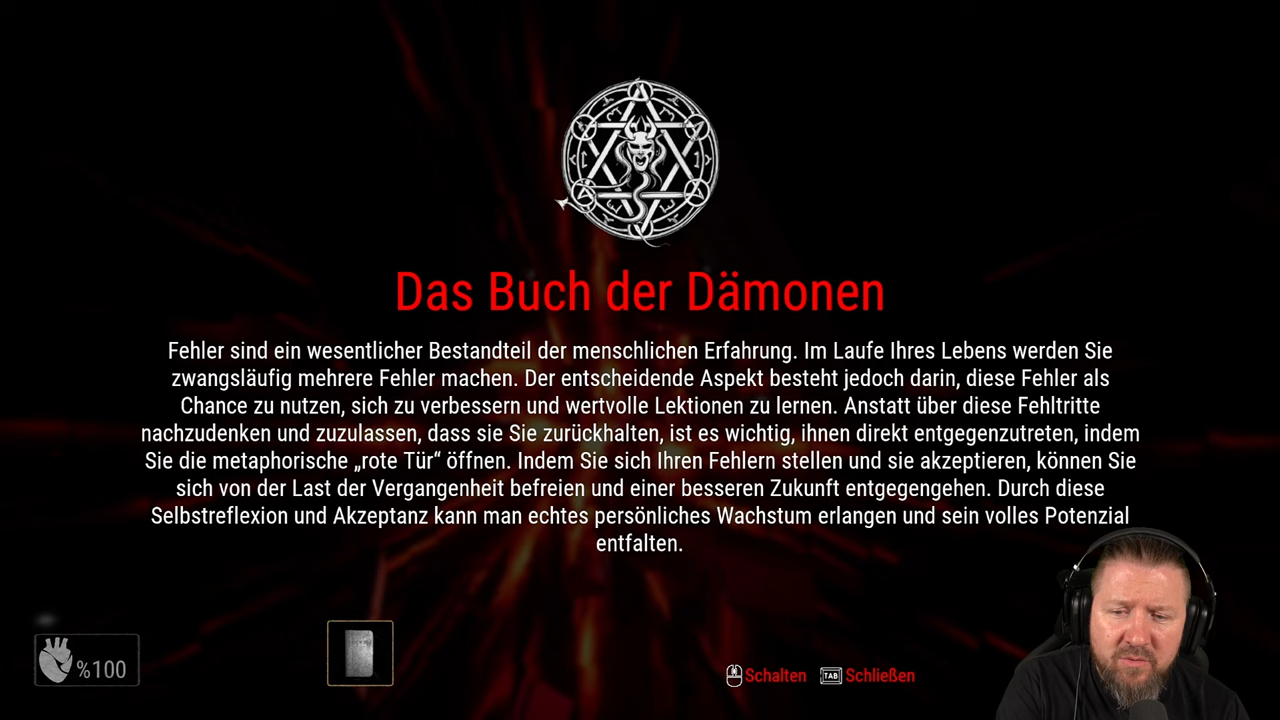 Das Buch der Dämonen
Fehler sind ein wesentlicher Bestandteil der menschlichen Erfahrung. Im Laufe Ihres Lebens werden Sie
zwangsläufig mehrere Fehler machen. Der entscheidende Aspekt besteht jedoch darin, diese Fehler als
Chance zu nutzen, sich zu verbessern und wertvolle Lektionen zu lernen. Anstatt über diese Fehltritte
nachzudenken und zuzulassen, dass sie Sie zurückhalten, ist es wichtig, ihnen direkt entgegenzutreten, indem
Sie die metaphorische „rote Tür“ öffnen. Indem Sie sich Ihren Fehlern stellen und sie akzeptieren, können Sie
sich von der Last der Vergangenheit befreien und einer besseren Zukunft entgegengehen. Durch diese
Selbstreflexion und Akzeptanz kann man echtes persönliches Wachstum erlangen und sein volles Potenzial
entfalten.
%100
Schalten
TAB Schließen